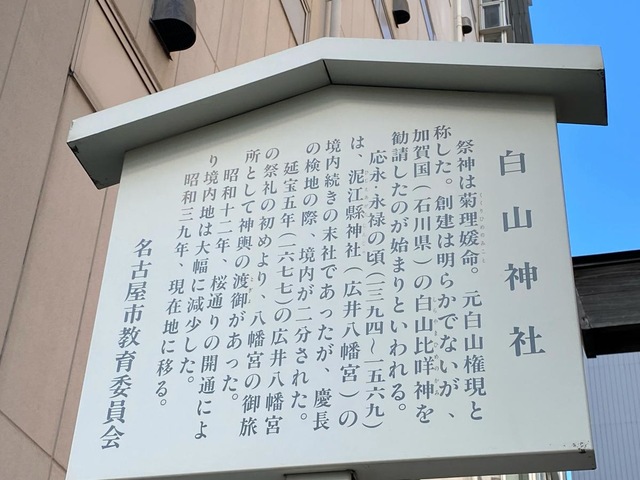 白山神社
祭神は菊理媛命。元白山権現と
称した。創建は明らかでないが、
加賀国(石川県)の白山比咩神を
勧請したのが始まりといわれる。
応永・永禄の頃(一三九四〜一五六九)
は、泥江縣神社(広井八幡宮)の
境内続きの末社であったが、慶長
の検地の際、境内が二分された。
延宝五年(一六七七)の広井八幡宮
の祭礼の初めより、八幡宮の御旅
所として神輿の渡御があった。
昭和十二年、桜通りの開通によ
り境内地は大幅に減少した。
昭和三九年、現在地に移る。
名古屋市教育委員会